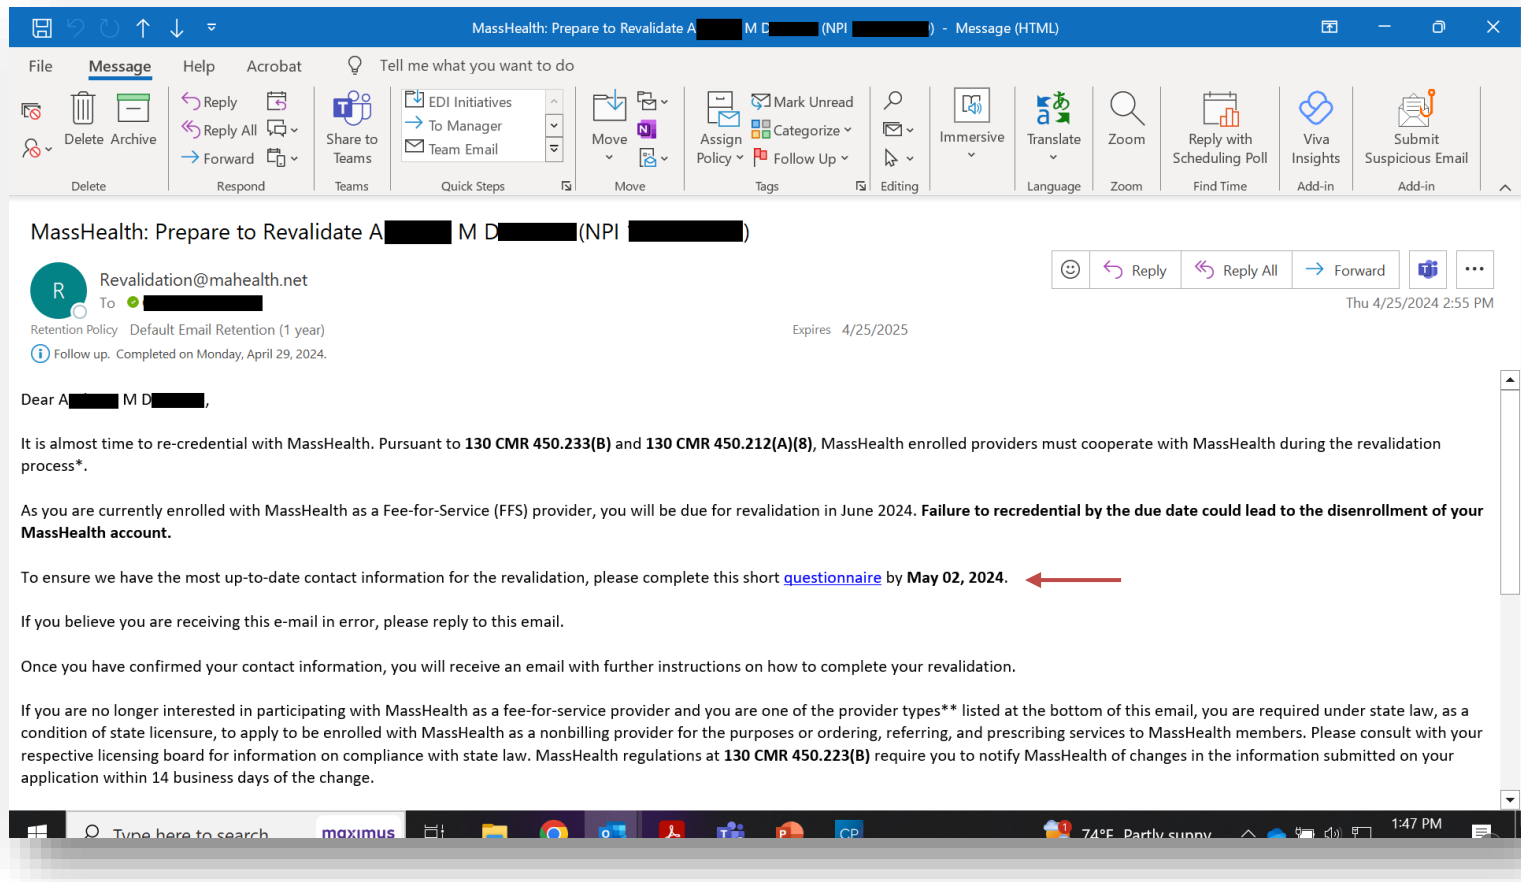 MassHealth: Prepare to Revalidate A M D (NPI ) - Message (HTML)
File Message Help Acrobat Tell me what you want to do
Delete Archive
Reply
Reply All
Forward
Share to Teams
EDI Initiatives
To Manager
Team Email
Move
Assign Policy
Mark Unread
Categorize
Follow Up
Immersive
Translate
Zoom
Reply with Scheduling Poll
Viva Insights
Submit Suspicious Email
Delete Respond Teams Quick Steps Move Tags Editing Language Zoom Find Time Add-in Add-in
MassHealth: Prepare to Revalidate A M D (NPI )
R
Revalidation@mahealth.net
To
Reply Reply All Forward
Thu 4/25/2024 2:55 PM
Retention Policy Default Email Retention (1 year) Expires 4/25/2025
Follow up. Completed on Monday, April 29, 2024.
Dear A M D ,
It is almost time to re-credential with MassHealth. Pursuant to 130 CMR 450.233(B) and 130 CMR 450.212(A)(8), MassHealth enrolled providers must cooperate with MassHealth during the revalidation
process*.
As you are currently enrolled with MassHealth as a Fee-for-Service (FFS) provider, you will be due for revalidation in June 2024. Failure to recredential by the due date could lead to the disenrollment of your
MassHealth account.
To ensure we have the most up-to-date contact information for the revalidation, please complete this short questionnaire by May 02, 2024.
If you believe you are receiving this e-mail in error, please reply to this email.
Once you have confirmed your contact information, you will receive an email with further instructions on how to complete your revalidation.
If you are no longer interested in participating with MassHealth as a fee-for-service provider and you are one of the provider types** listed at the bottom of this email, you are required under state law, as a
condition of state licensure, to apply to be enrolled with MassHealth as a nonbilling provider for the purposes or ordering, referring, and prescribing services to MassHealth members. Please consult with your
respective licensing board for information on compliance with state law. MassHealth regulations at 130 CMR 450.223(B) require you to notify MassHealth of changes in the information submitted on your
application within 14 business days of the change.
Type here to search maximus CP 1 74°F Partly sunny 1:47 PM